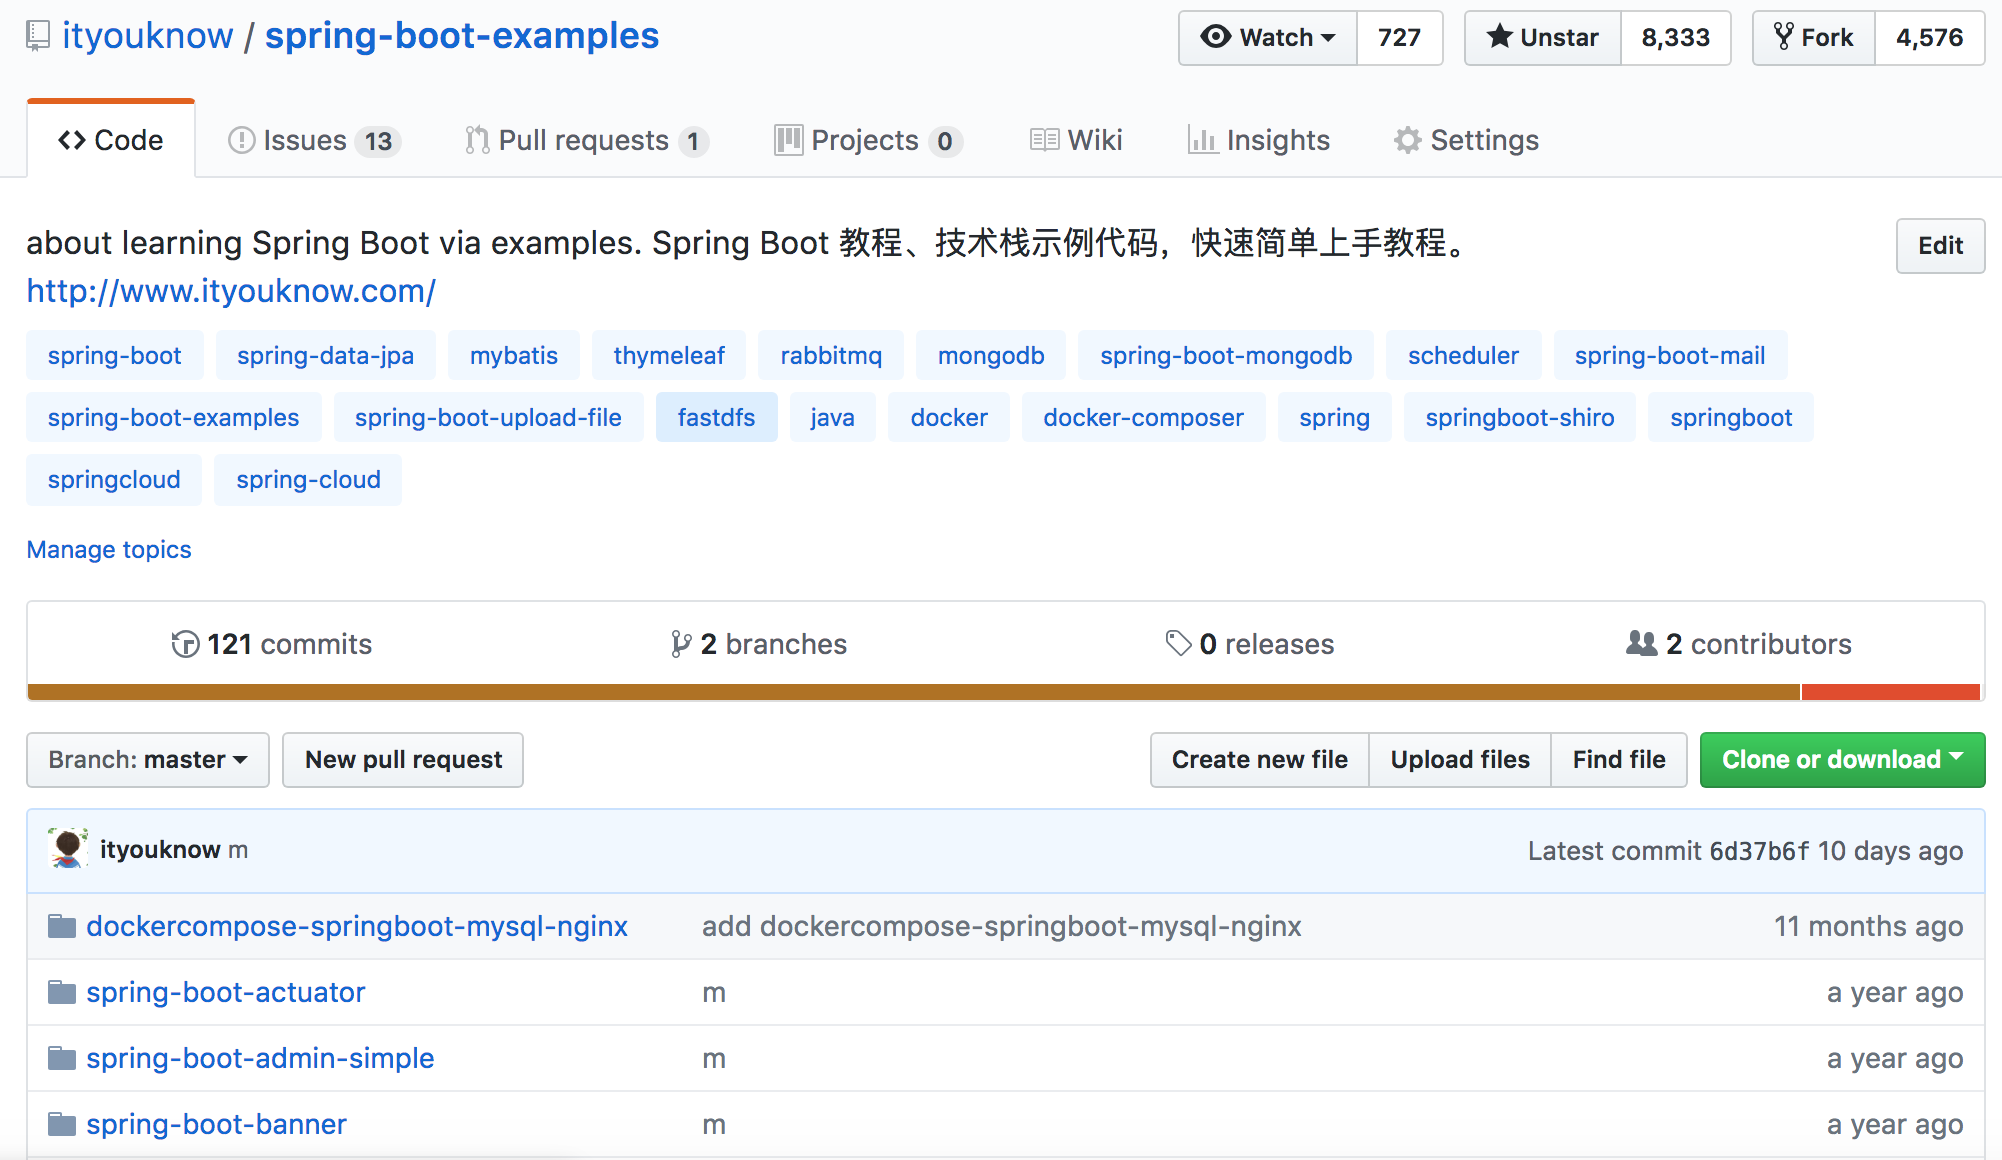 ityouknow / spring-boot-examples Watch 727 Unstar 8,333 Fork 4,576
Code Issues 13 Pull requests 1 Projects 0 Wiki Insights Settings
about learning Spring Boot via examples. Spring Boot 教程、技术栈示例代码，快速简单上手教程。 Edit
http://www.ityouknow.com/
spring-boot spring-data-jpa mybatis thymeleaf rabbitmq mongodb spring-boot-mongodb scheduler spring-boot-mail
spring-boot-examples spring-boot-upload-file fastdfs java docker docker-composer spring springboot-shiro springboot
springcloud spring-cloud
Manage topics
121 commits 2 branches 0 releases 2 contributors
Branch: master New pull request Create new file Upload files Find file Clone or download
ityouknow m Latest commit 6d37b6f 10 days ago
dockercompose-springboot-mysql-nginx add dockercompose-springboot-mysql-nginx 11 months ago
spring-boot-actuator m a year ago
spring-boot-admin-simple m a year ago
spring-boot-banner m a year ago